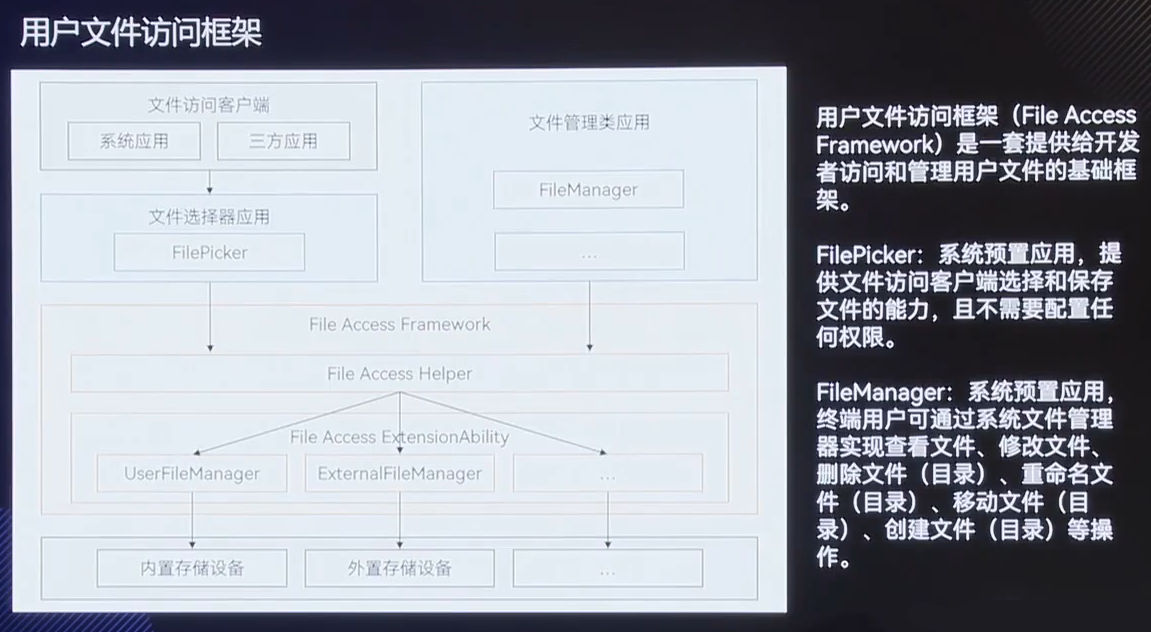 用户文件访问框架
文件访问客户端
系统应用
三方应用
文件选择器应用
FilePicker
文件管理类应用
FileManager
...
File Access Framework
File Access Helper
File Access ExtensionAbility
UserFileManager
ExternalFileManager
...
内置存储设备
外置存储设备
...
用户文件访问框架（File Access
Framework）是一套提供给开发
者访问和管理用户文件的基础框
架。
FilePicker：系统预置应用，提
供文件访问客户端选择和保存
文件的能力，且不需要配置任
何权限。
FileManager：系统预置应用，
终端用户可通过系统文件管理
器实现查看文件、修改文件、
删除文件（目录）、重命名文
件（目录）、移动文件（目
录）、创建文件（目录）等操
作。